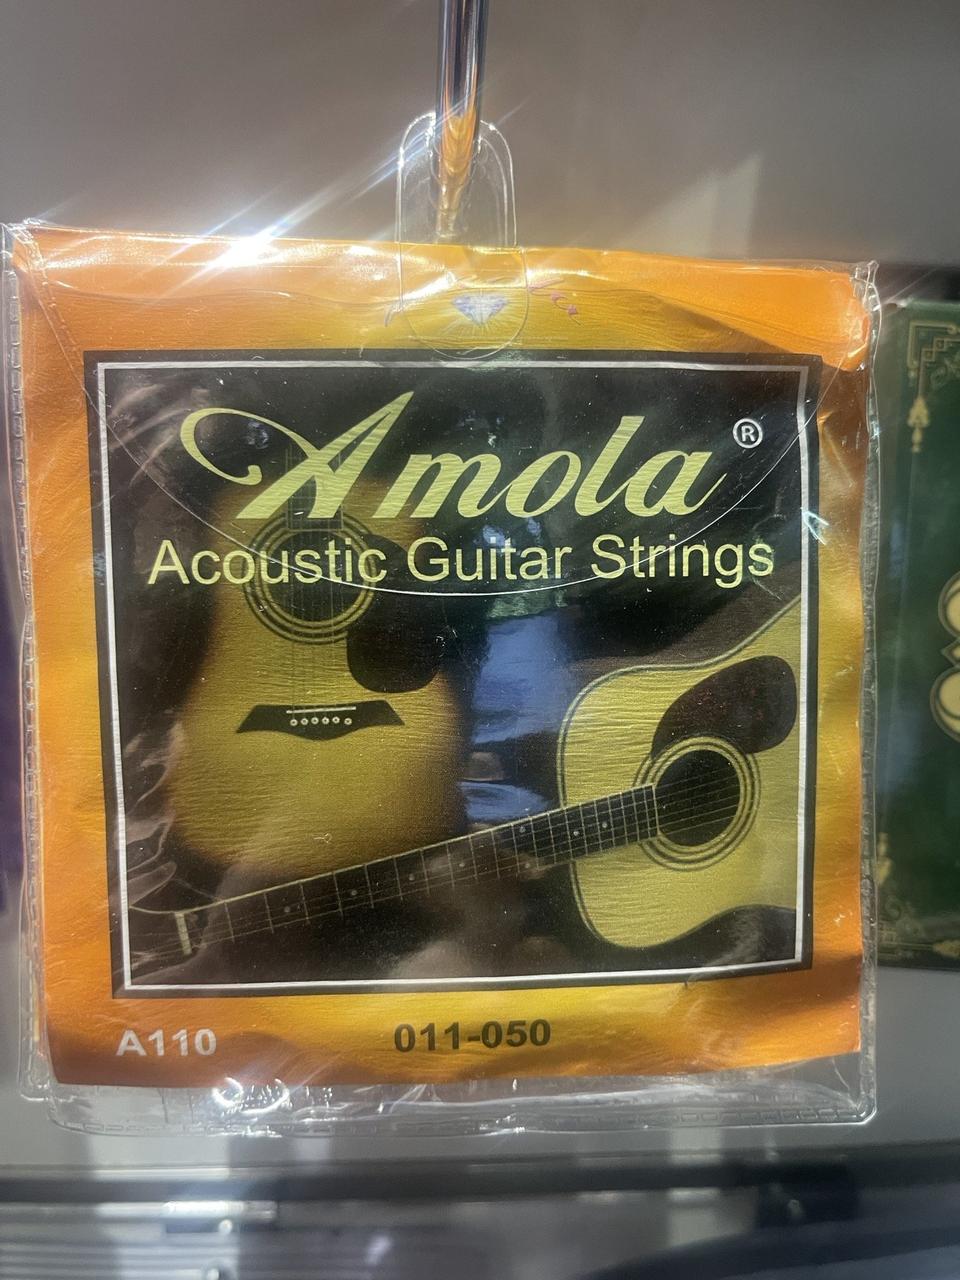 Amola®
Acoustic Guitar Strings
A110
011-050